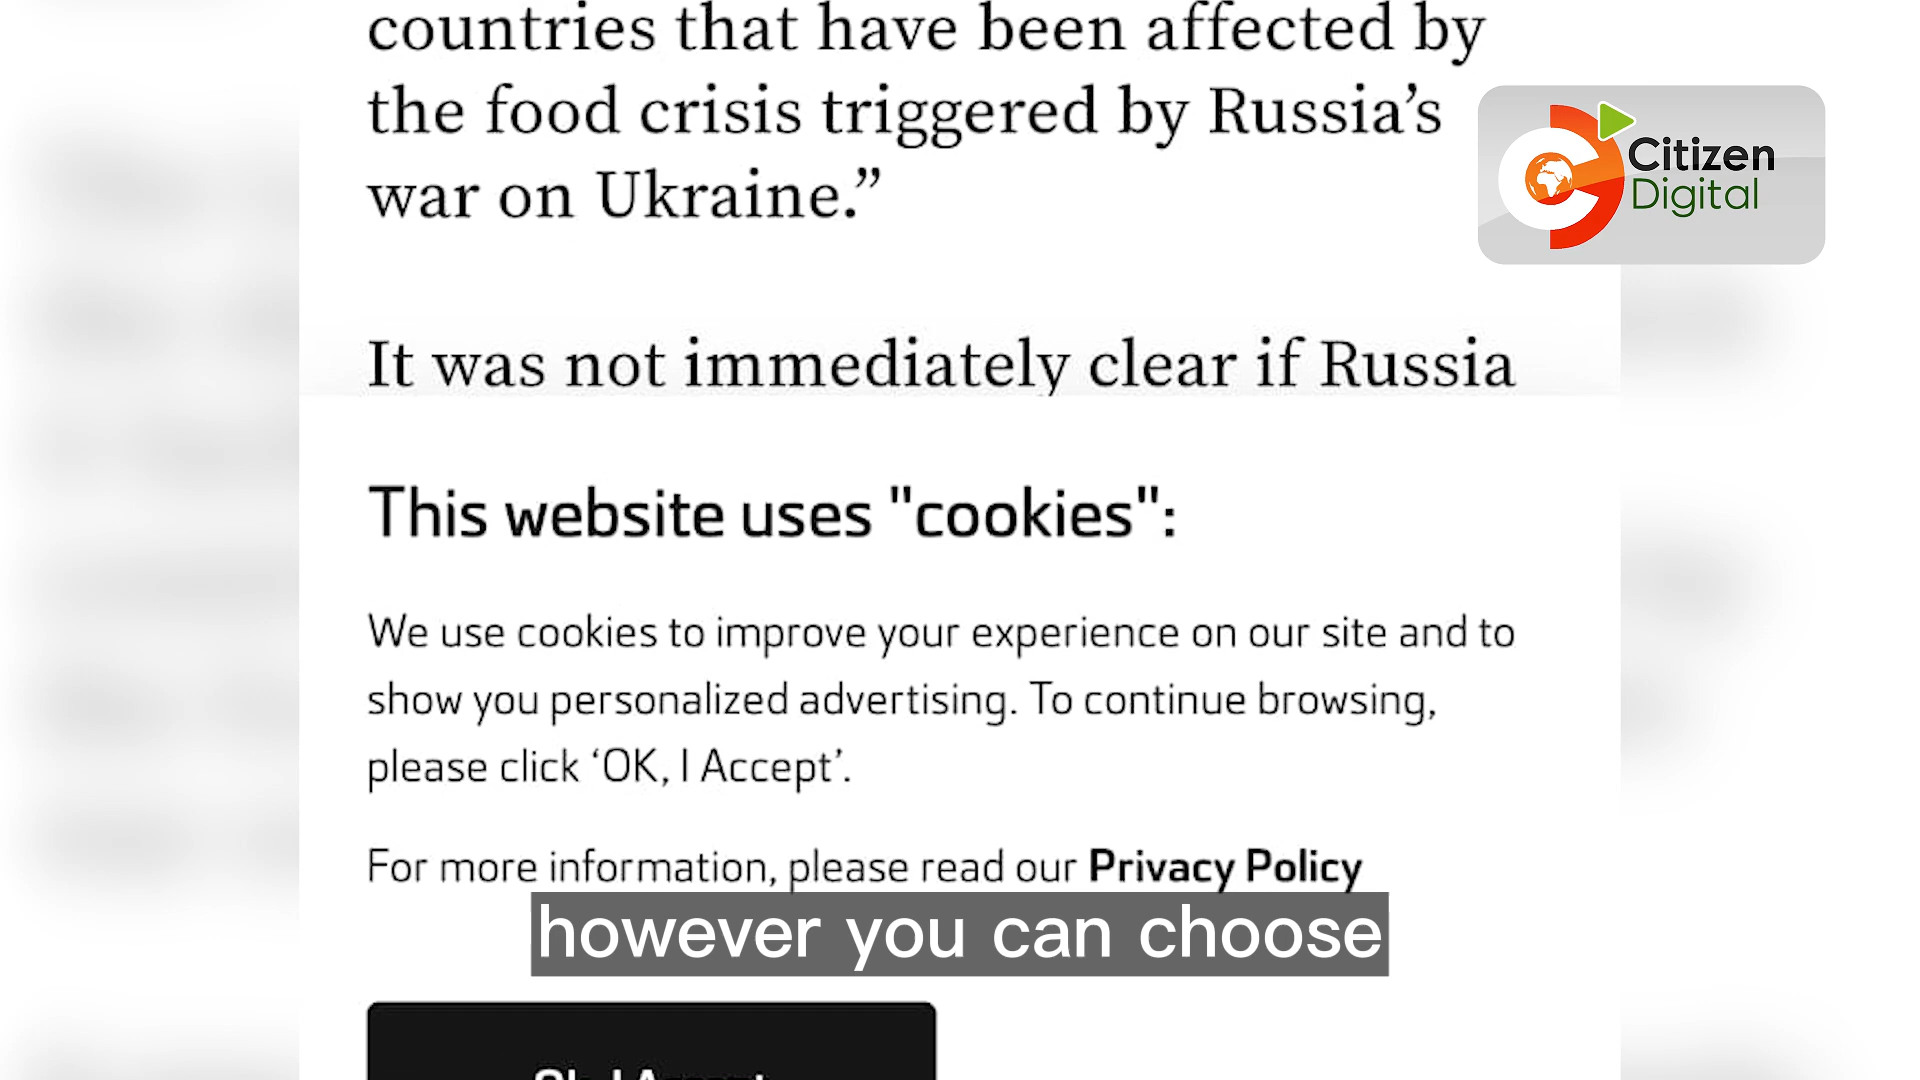 countries that have been affected by
the food crisis triggered by Russia’s
war on Ukraine.”
Citizen
Digital
It was not immediately clear if Russia
This website uses "cookies":
We use cookies to improve your experience on our site and to
show you personalized advertising. To continue browsing,
please click ‘OK, I Accept’.
For more information, please read our Privacy Policy
however you can choose
Ok, I Accept